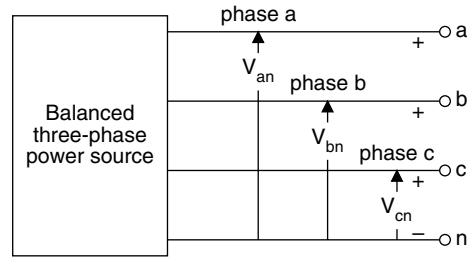 phase a
a
+
V_an
phase b
b
+
Balanced
three-phase
power source
V_bn
phase c
c
+
V_cn
−
n